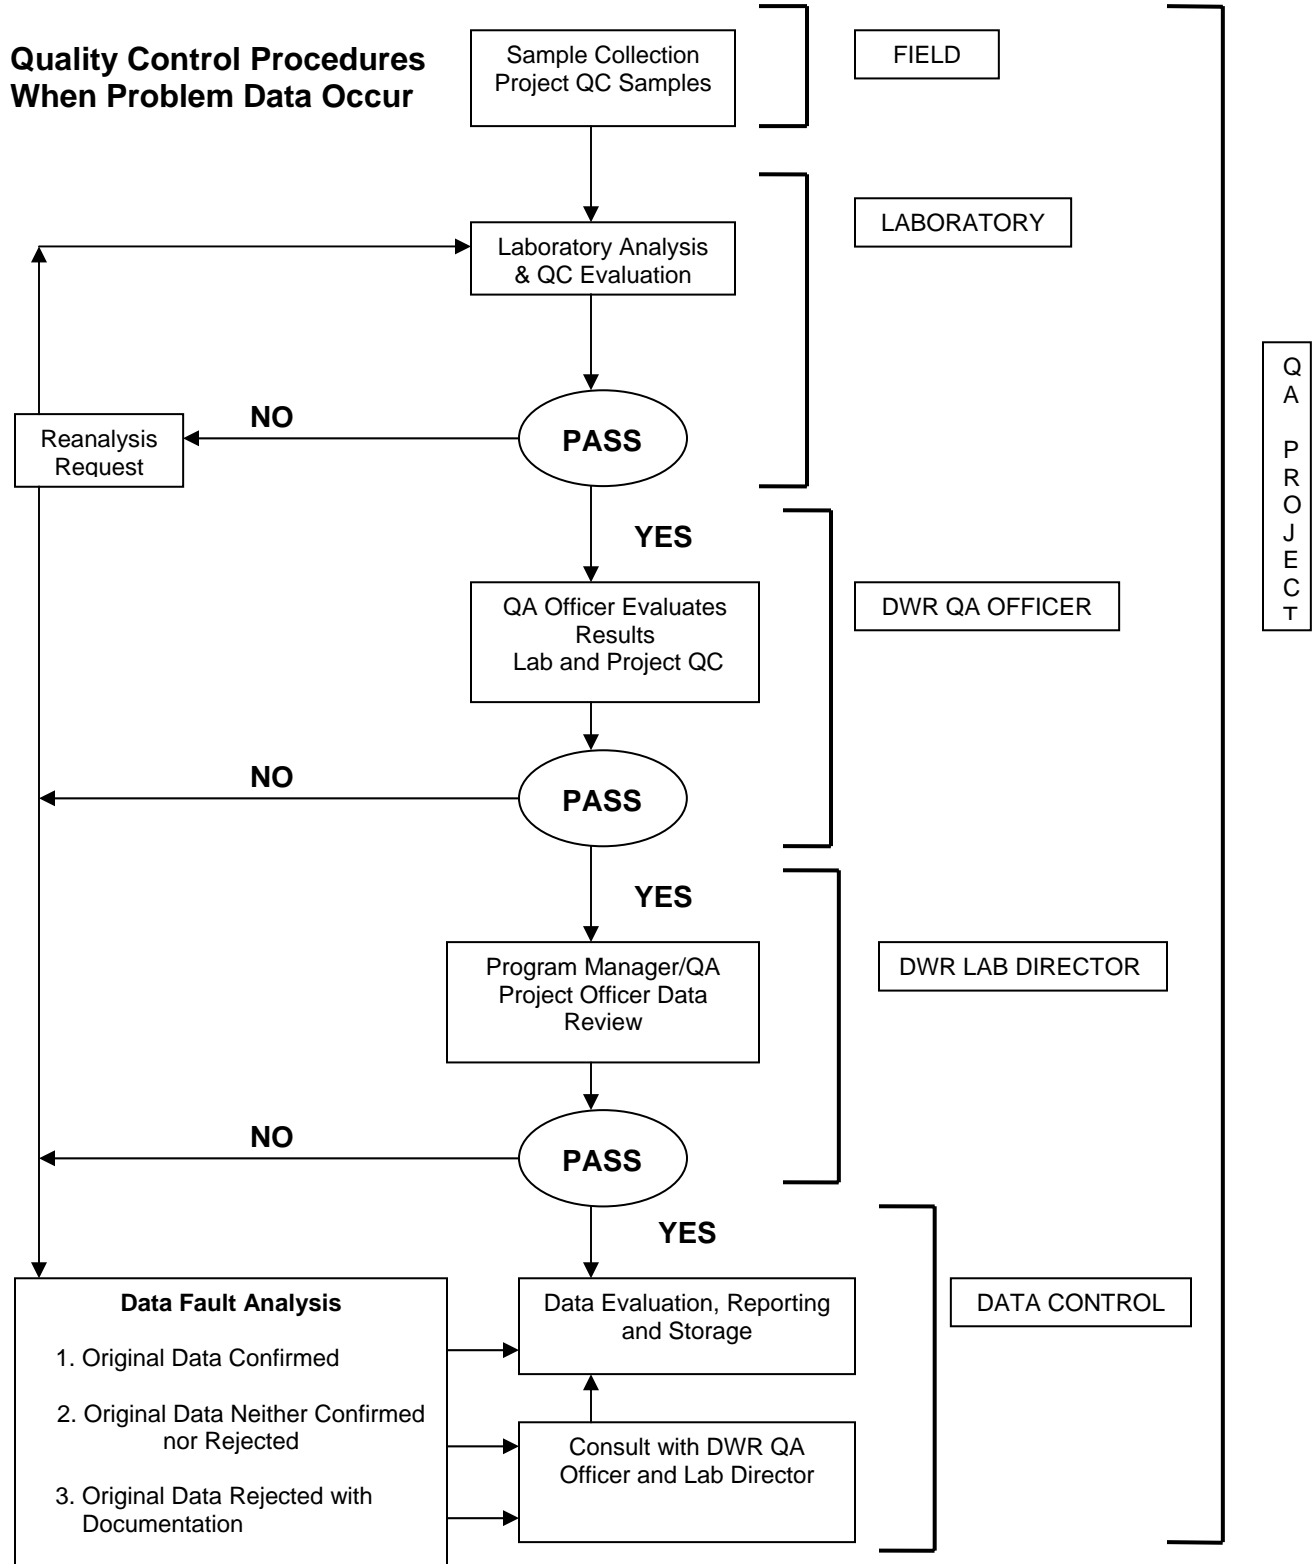 Quality Control Procedures
When Problem Data Occur
Sample Collection
Project QC Samples
FIELD
Laboratory Analysis
& QC Evaluation
LABORATORY
NO
PASS
Reanalysis
Request
YES
QA Officer Evaluates
Results
Lab and Project QC
DWR QA OFFICER
NO
PASS
YES
Program Manager/QA
Project Officer Data
Review
DWR LAB DIRECTOR
NO
PASS
YES
Data Fault Analysis
1. Original Data Confirmed
2. Original Data Neither Confirmed
nor Rejected
3. Original Data Rejected with
Documentation
Data Evaluation, Reporting
and Storage
Consult with DWR QA
Officer and Lab Director
DATA CONTROL
QA PROJECT